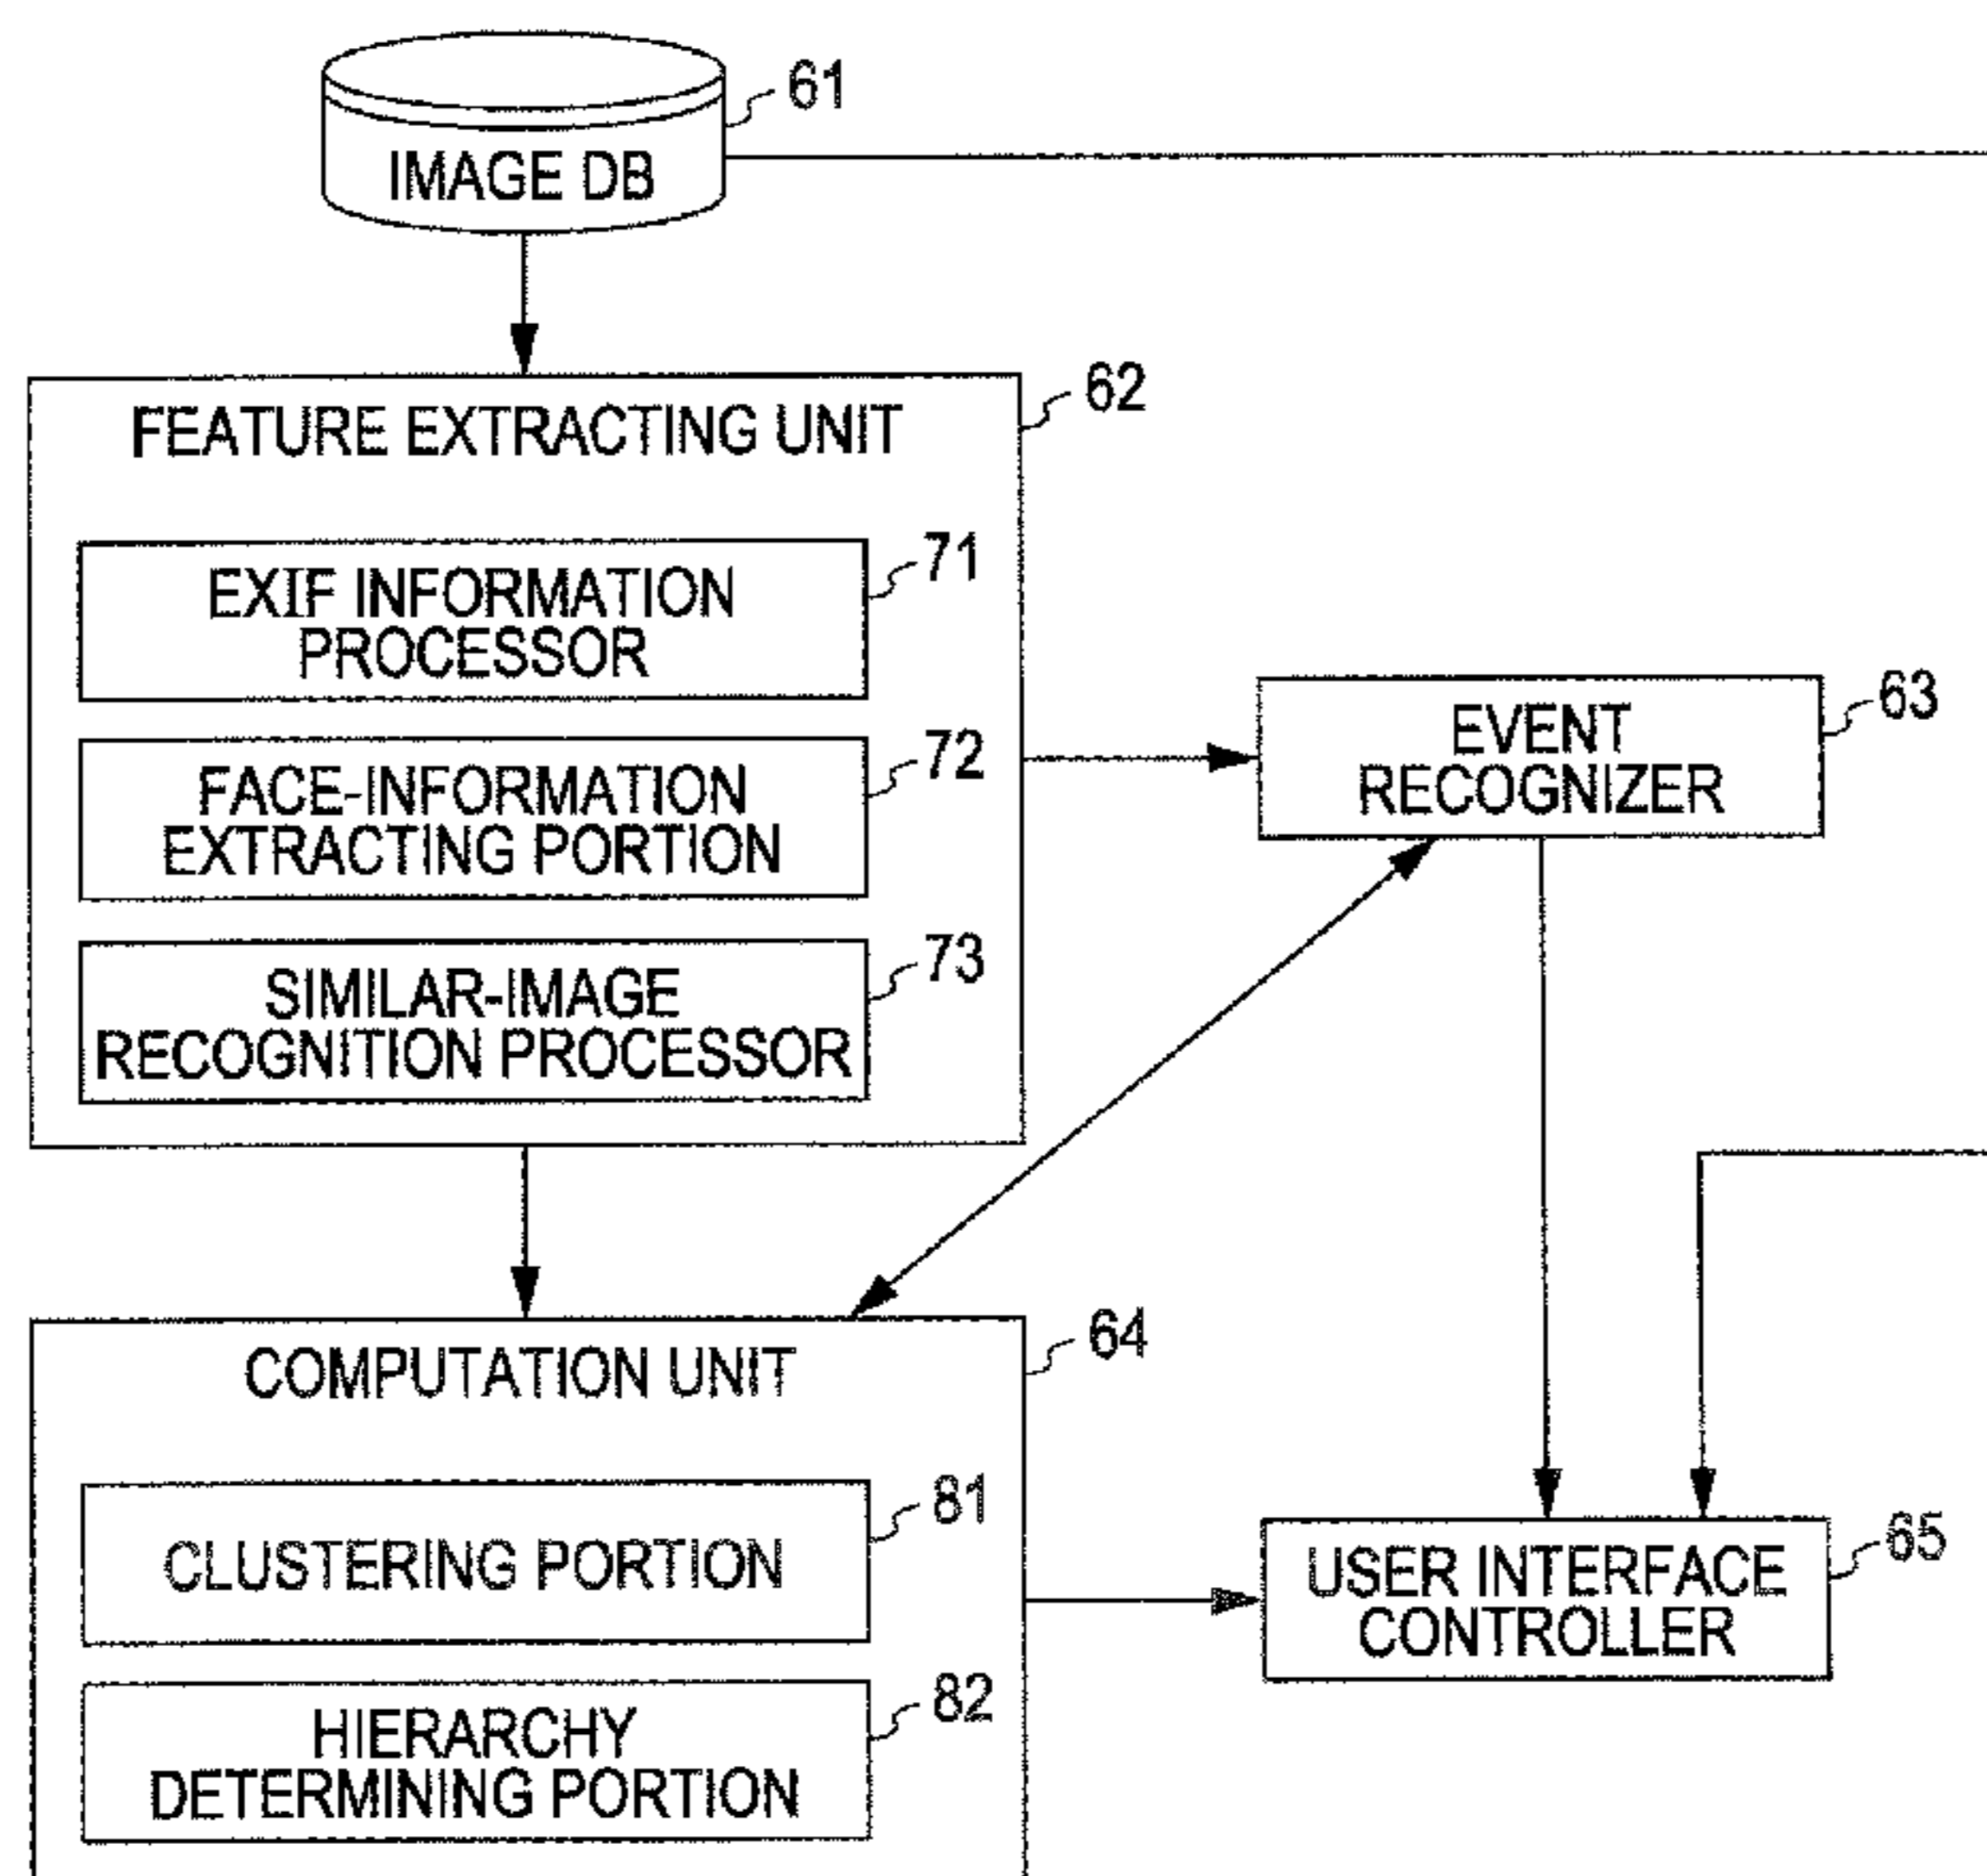 61
IMAGE DB
62
FEATURE EXTRACTING UNIT
71
EXIF INFORMATION
PROCESSOR
72
FACE-INFORMATION
EXTRACTING PORTION
73
SIMILAR-IMAGE
RECOGNITION PROCESSOR
63
EVENT
RECOGNIZER
64
COMPUTATION UNIT
81
CLUSTERING PORTION
82
HIERARCHY
DETERMINING PORTION
65
USER INTERFACE
CONTROLLER